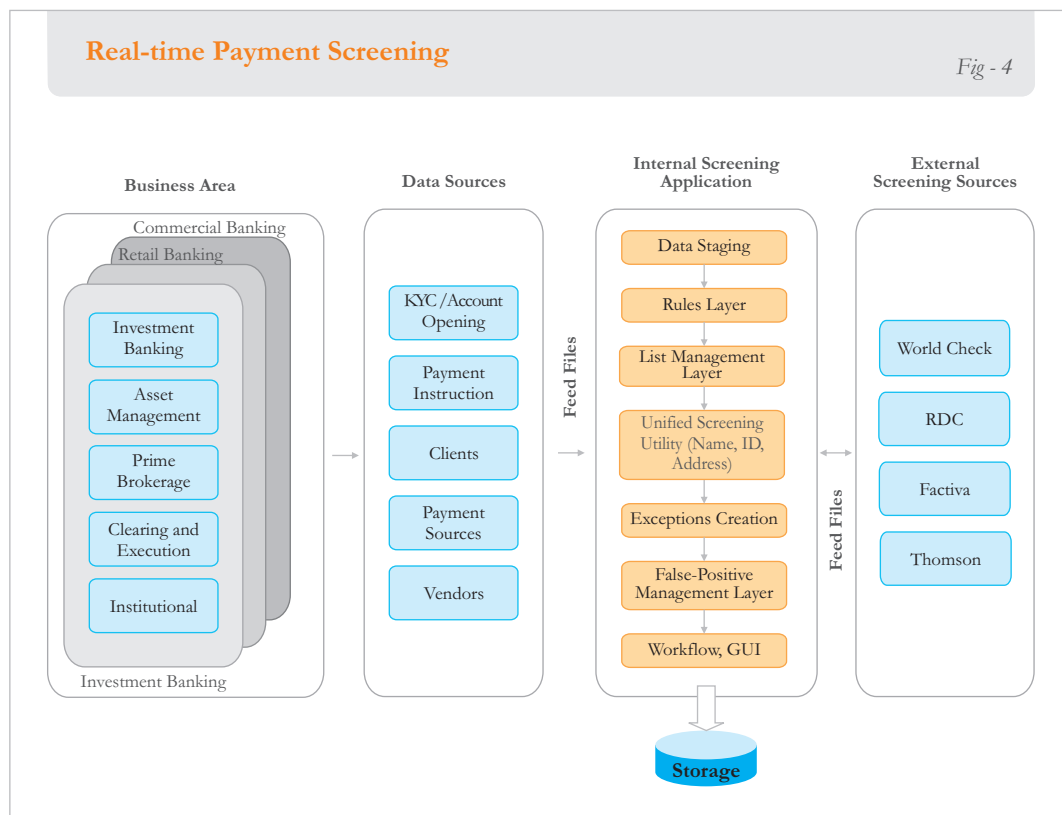 Real-time Payment Screening
Fig - 4
Business Area
Commercial Banking
Retail Banking
Investment
Banking
Asset
Management
Prime
Brokerage
Clearing and
Execution
Institutional
Investment Banking
Data Sources
KYC/Account
Opening
Payment
Instruction
Clients
Payment
Sources
Vendors
Feed Files
Internal Screening
Application
Data Staging
Rules Layer
List Management
Layer
Unified Screening
Utility (Name, ID,
Address)
Exceptions Creation
False-Positive
Management Layer
Workflow, GUI
Storage
Feed Files
External
Screening Sources
World Check
RDC
Factiva
Thomson